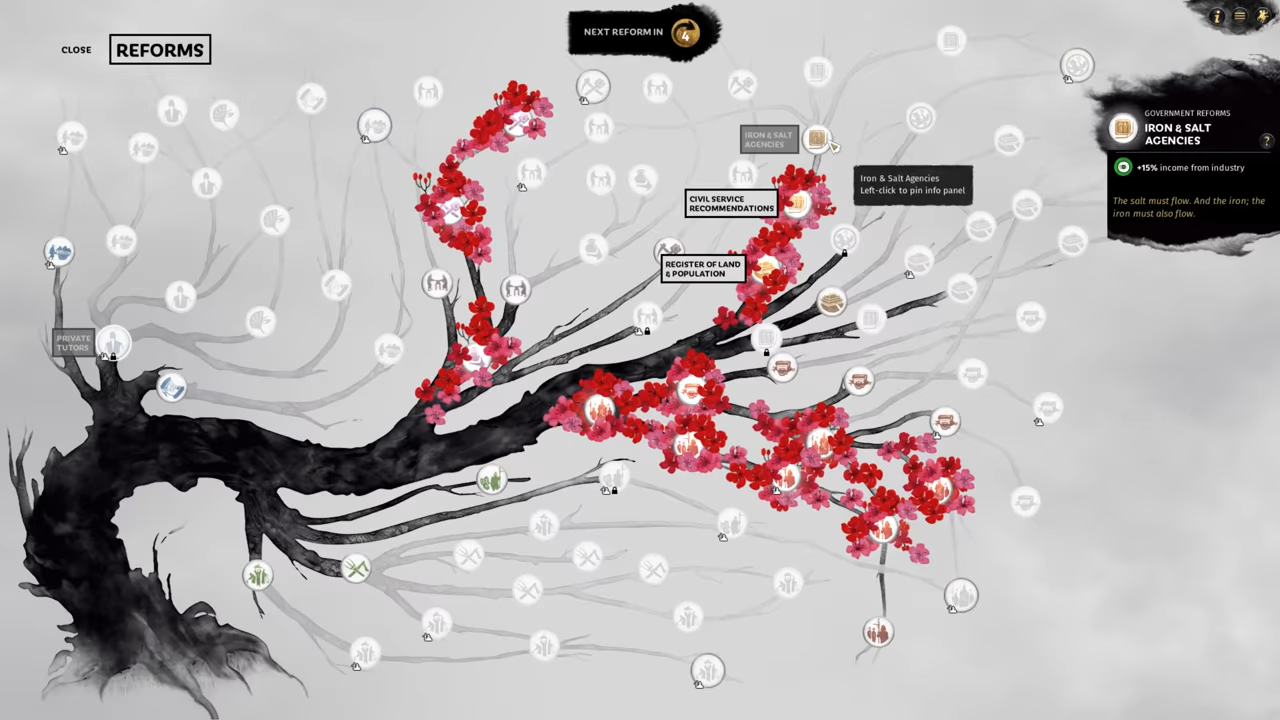 NEXT REFORM IN
4
CLOSE
REFORMS
GOVERNMENT REFORMS
IRON & SALT
AGENCIES
?
+15% income from industry
The salt must flow. And the iron; the
iron must also flow.
IRON & SALT
AGENCIES
Iron & Salt Agencies
Left-click to pin info panel
CIVIL SERVICE
RECOMMENDATIONS
REGISTER OF LAND
& POPULATION
PRIVATE
TUTORS